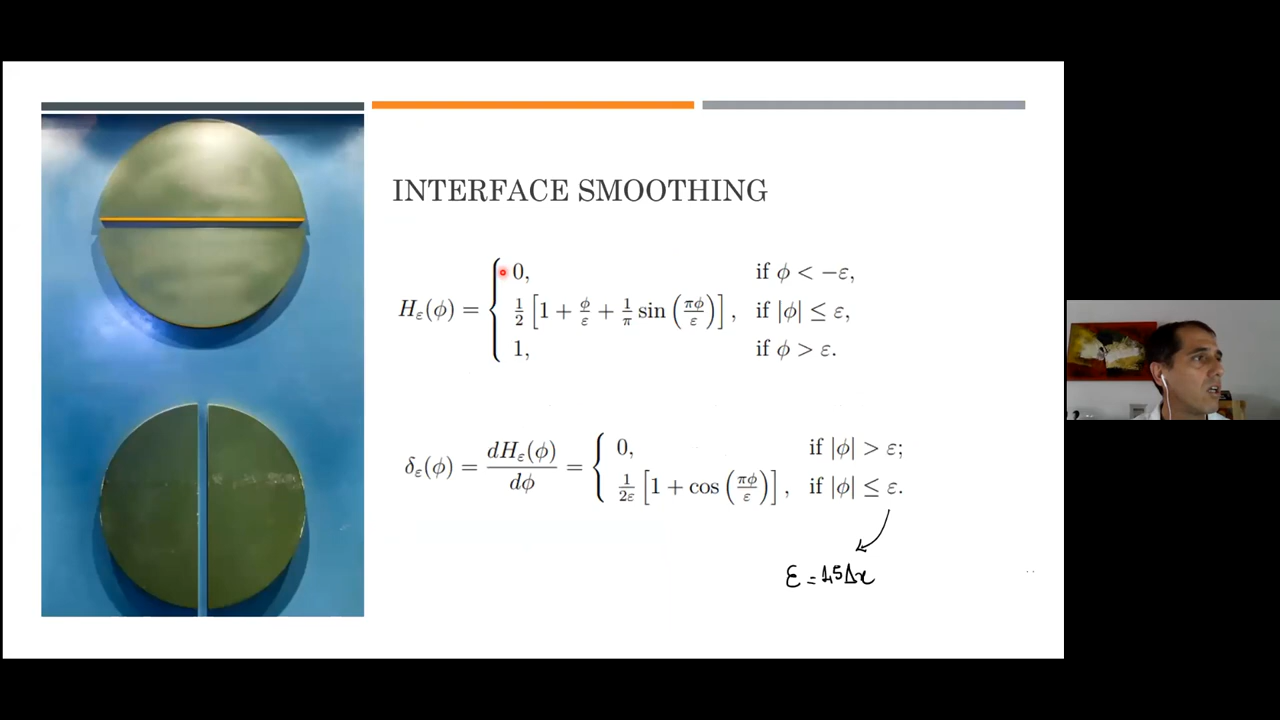 INTERFACE SMOOTHING
H_ε(ϕ) = { 0, if ϕ < −ε,
1/2 [1 + ϕ/ε + 1/π sin(πϕ/ε)], if |ϕ| ≤ ε,
1, if ϕ > ε.
δ_ε(ϕ) = dH_ε(ϕ)/dϕ = { 0, if |ϕ| > ε;
1/2ε [1 + cos(πϕ/ε)], if |ϕ| ≤ ε.
ε = 1.5Δx